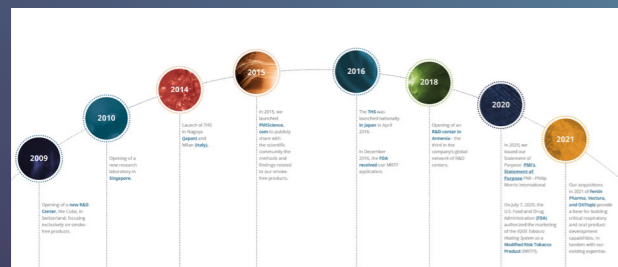 2009
Opening of a new R&D
Center, the Cube, in
Switzerland, focusing
exclusively on smoke-
free products.
2010
Opening of a
new research
laboratory in
Singapore.
2014
Launch of THS
in Nagoya
(Japan) and
Milan (Italy).
2015
In 2015, we
launched
PMIScience.
com to publicly
share with
the scientific
community the
methods and
findings related
to our smoke-
free products.
2016
The THS was
launched nationally
in Japan in April
2016.
In December
2016, the FDA
received our MRTP
application.
2018
Opening of an
R&D center in
Armenia - the
third in the
company's global
network of R&D
centers.
2020
In 2020, we
issued our
Statement of
Purpose: PMI's
Statement of
Purpose PMI - Philip
Morris International
On July 7, 2020, the
U.S. Food and Drug
Administration (FDA)
authorized the marketing
of the IQOS Tobacco
Heating System as a
Modified Risk Tobacco
Product (MRTP).
2021
Our acquisitions
in 2021 of Fertin
Pharma, Vectura,
and OtiTopic provide
a base for building
critical respiratory
and oral product
development
capabilities, in
tandem with our
existing expertise.